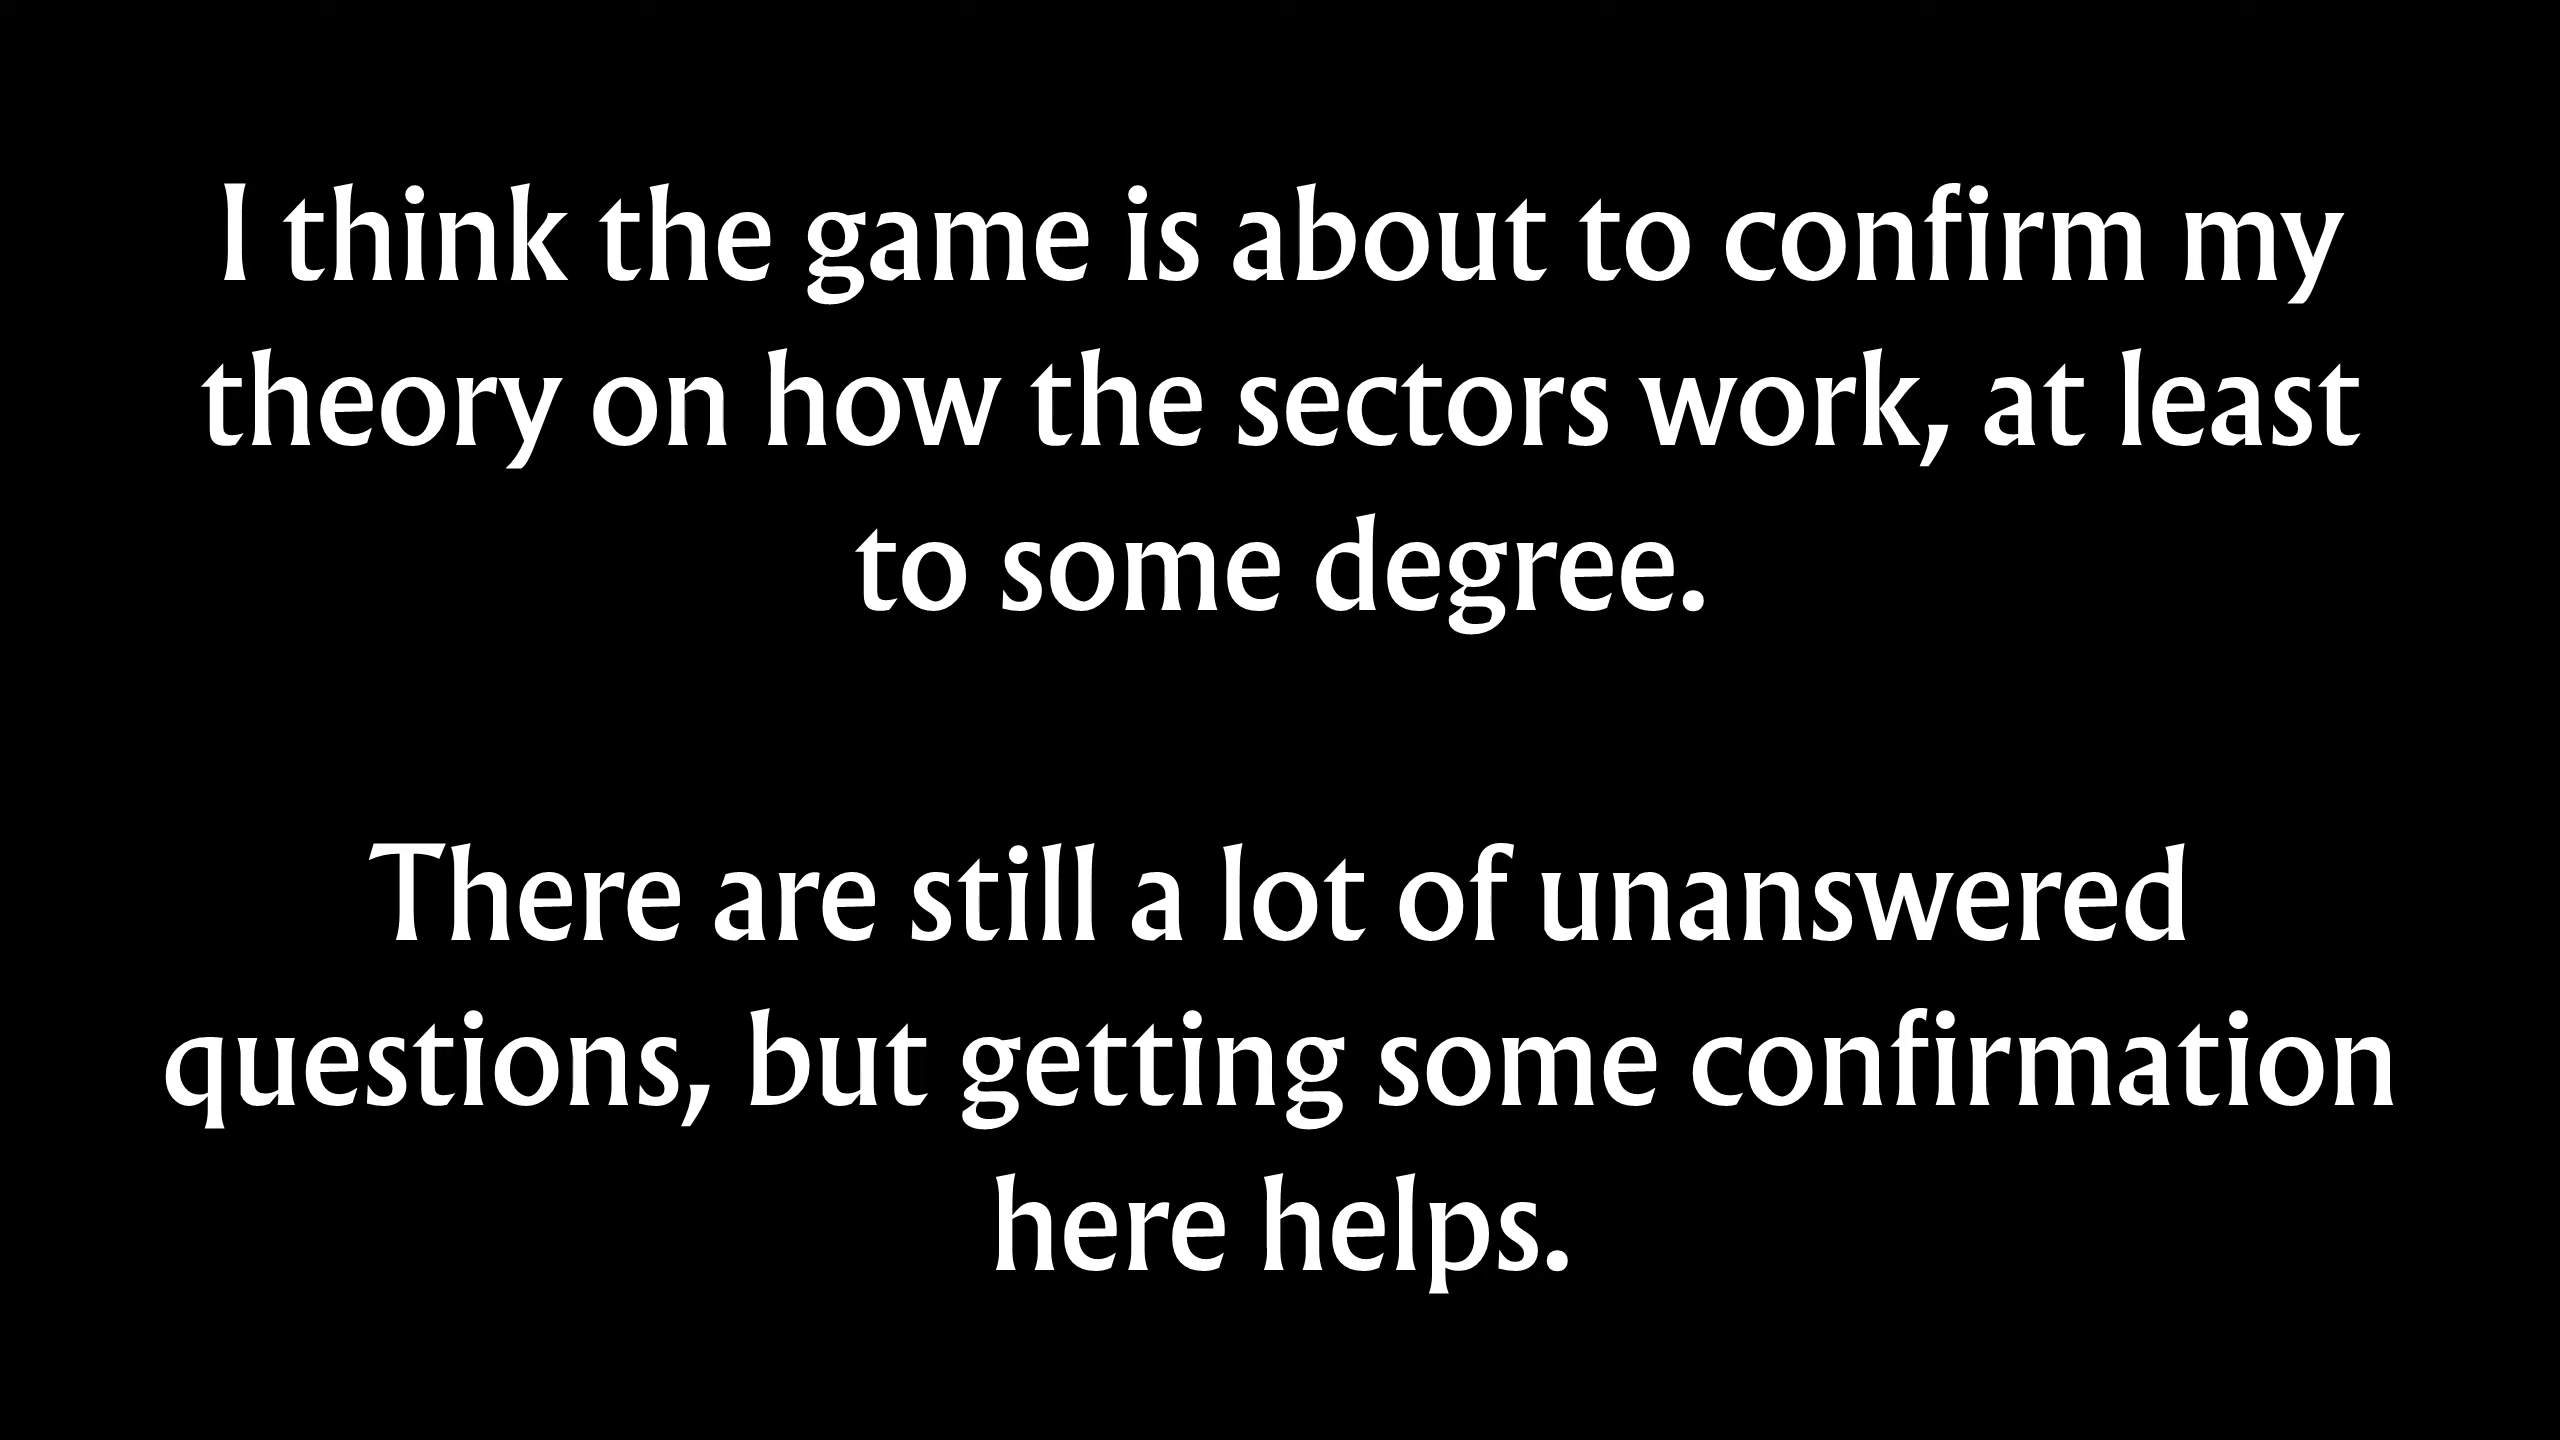 I think the game is about to confirm my
theory on how the sectors work, at least
to some degree.
There are still a lot of unanswered
questions, but getting some confirmation
here helps.